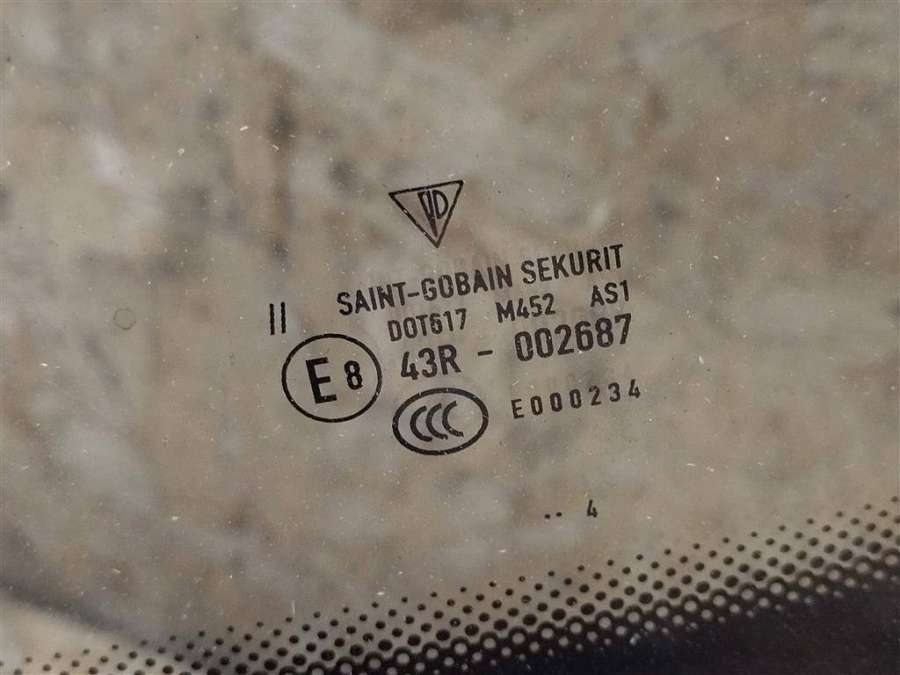 SAINT-GOBAIN SEKURIT
II
DOT617 M452 AS1
E8 43R - 002687
CCC E000234
.. 4